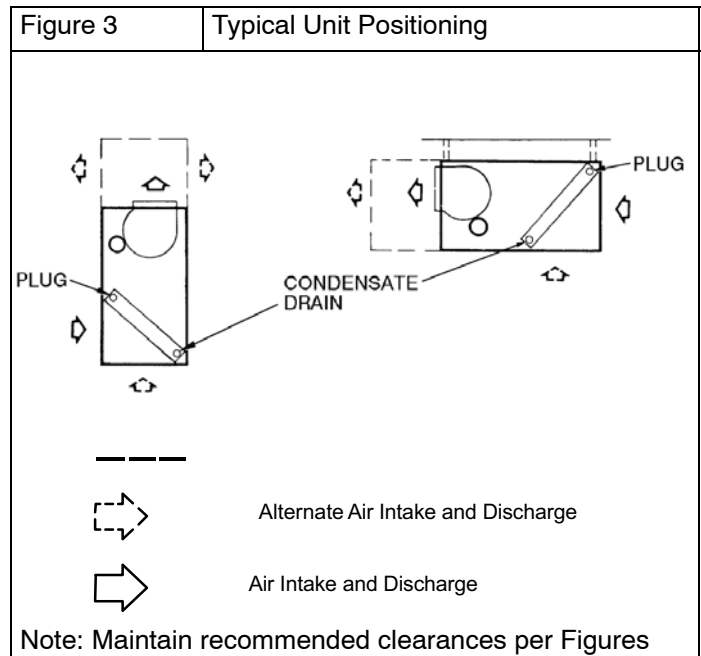 Figure 3
Typical Unit Positioning
PLUG
PLUG
CONDENSATE
DRAIN
Alternate Air Intake and Discharge
Air Intake and Discharge
Note: Maintain recommended clearances per Figures